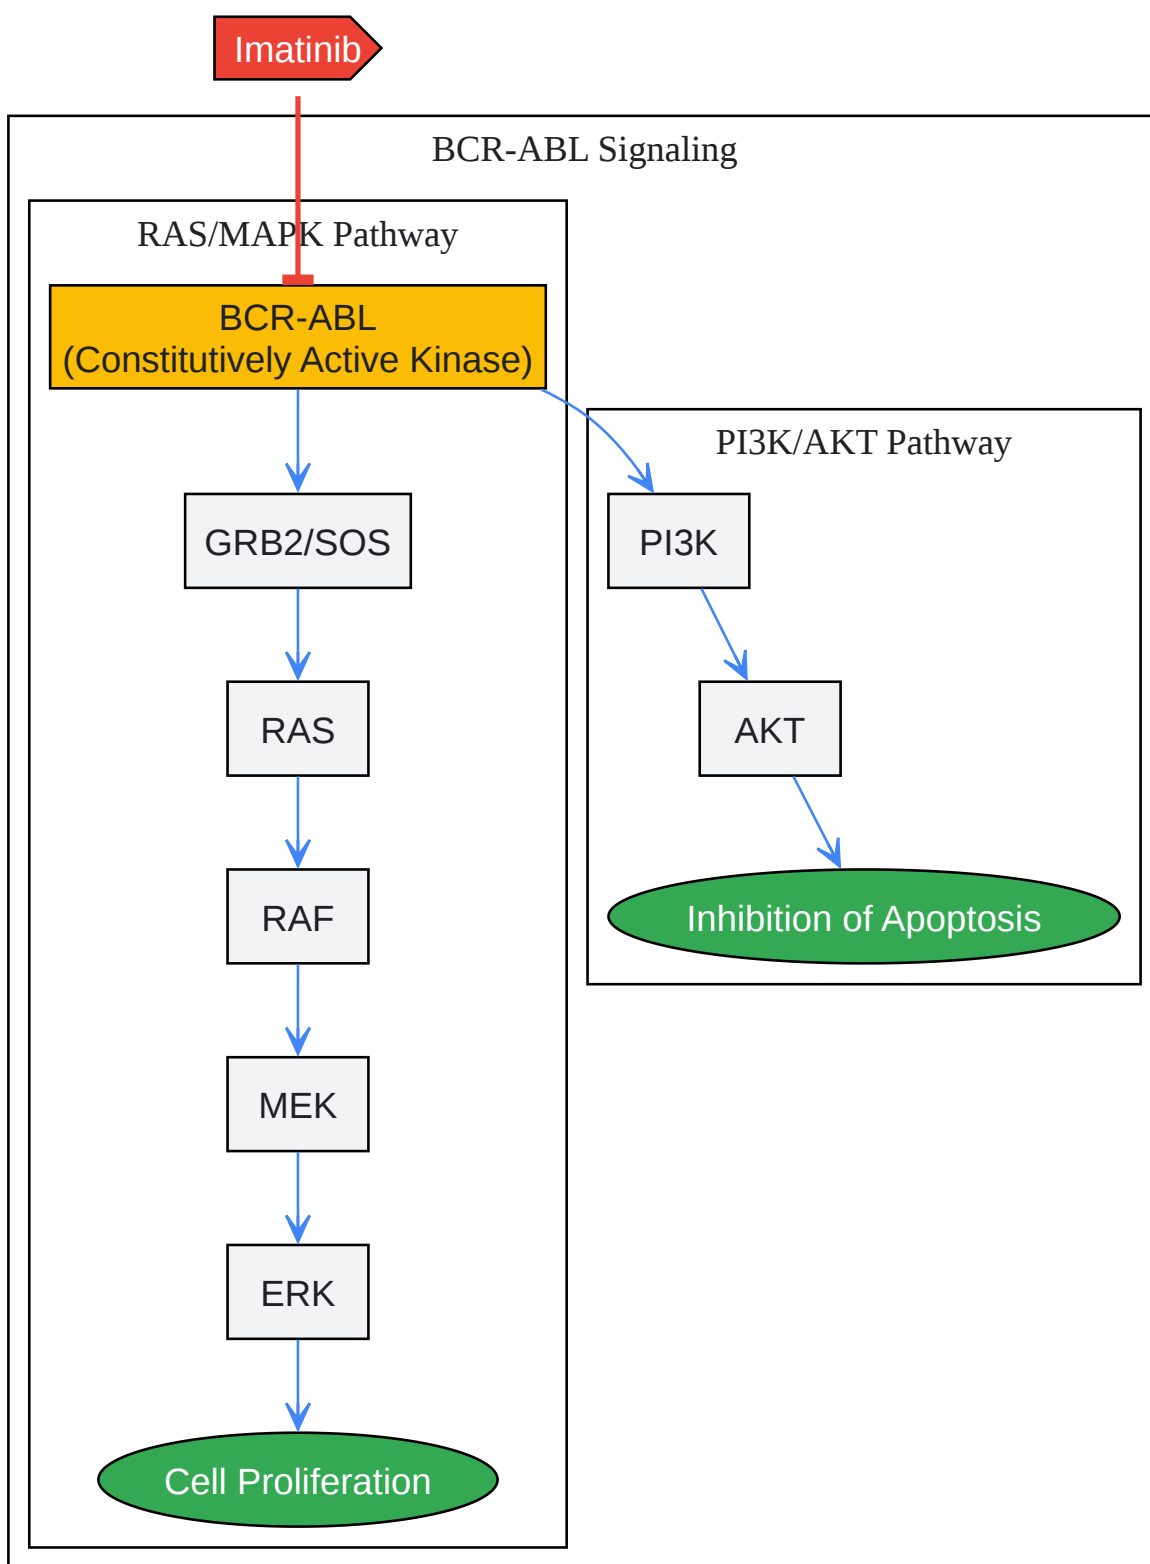 Imatinib
BCR-ABL Signaling
RAS/MAPK Pathway
BCR-ABL
(Constitutively Active Kinase)
PI3K/AKT Pathway
GRB2/SOS
PI3K
RAS
AKT
RAF
Inhibition of Apoptosis
MEK
ERK
Cell Proliferation